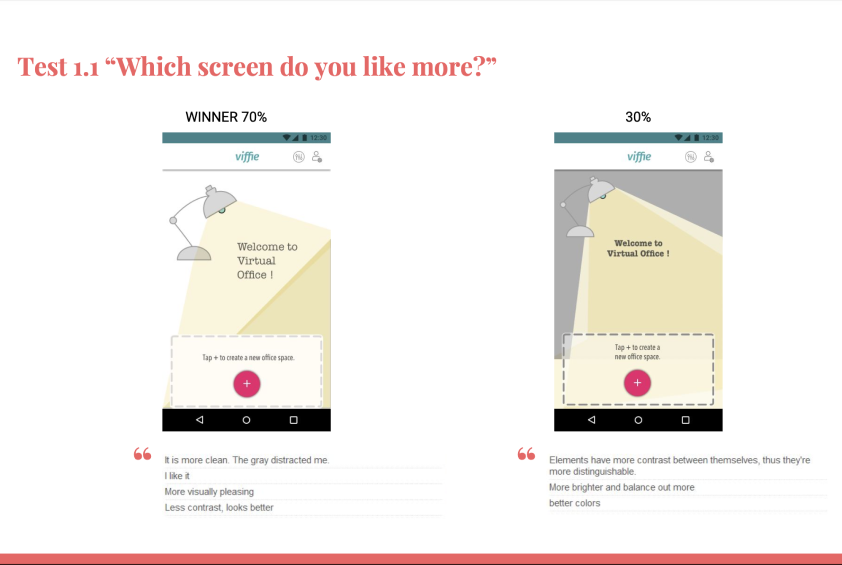 Test 1.1 “Which screen do you like more?”
WINNER 70%
12:30
viffie
Welcome to
Virtual
Office !
Tap + to create a new office space.
+
“
It is more clean. The gray distracted me.
I like it
More visually pleasing
Less contrast, looks better
30%
12:30
viffie
Welcome to
Virtual Office !
Tap + to create a
new office space.
+
“
Elements have more contrast between themselves, thus they're
more distinguishable.
More brighter and balance out more
better colors